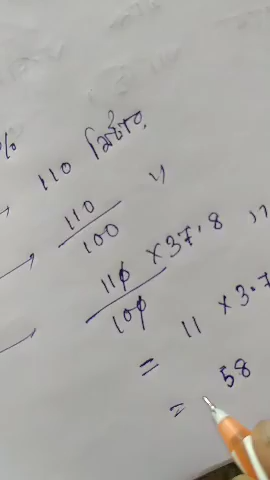 %
110 মিটার
110/100 "
110/100 × 37.8 "
= 11 × 3.7
= 58